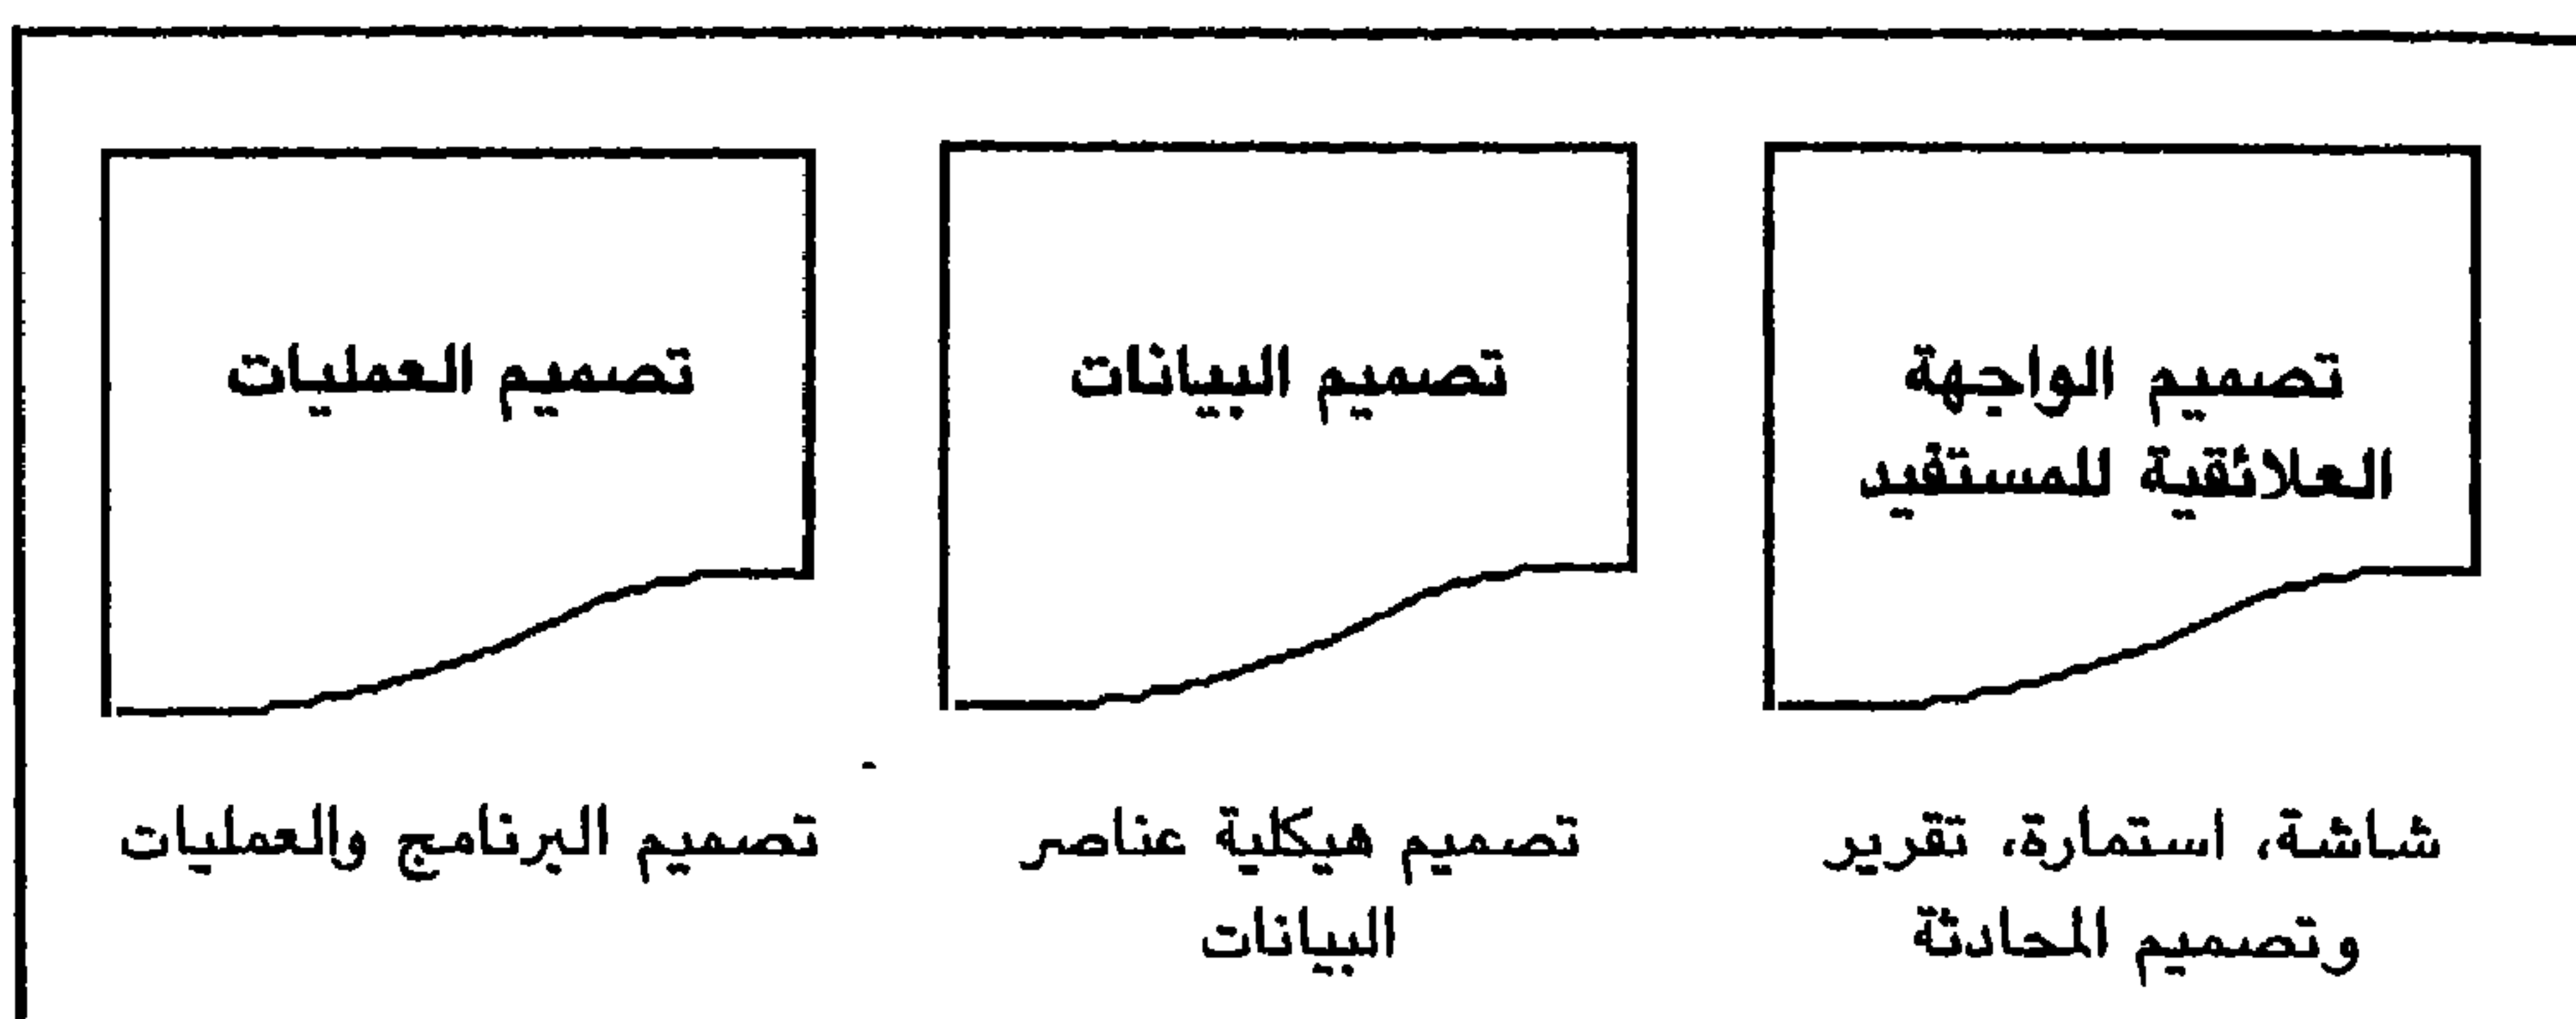 تصميم الواجهة
العلائقية للمستفيد
شاشة، استمارة، تقرير
وتصميم المحادثة
تصميم البيانات
تصميم هيكلية عناصر
البيانات
تصميم العمليات
تصميم البرنامج والعمليات